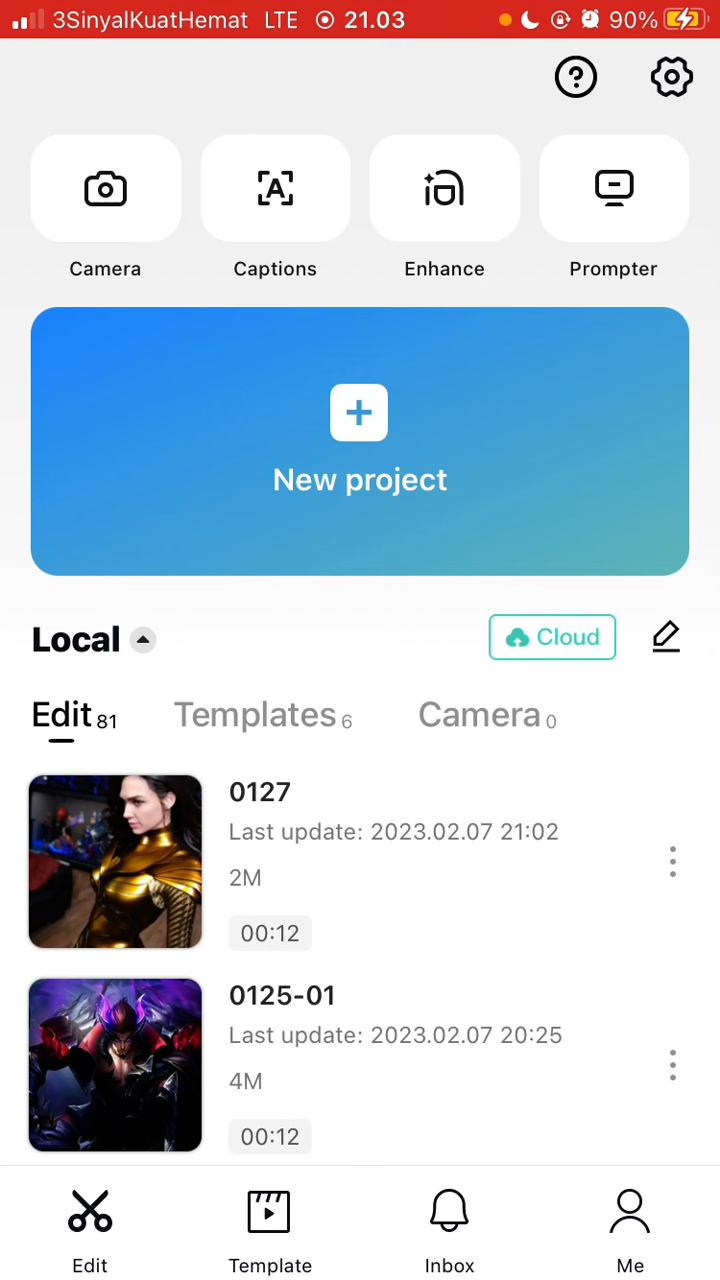 3SinyalKuatHemat LTE 21.03 90%
Camera Captions Enhance Prompter
New project
Local Cloud
Edit 81 Templates 6 Camera 0
0127
Last update: 2023.02.07 21:02
2M
00:12
0125-01
Last update: 2023.02.07 20:25
4M
00:12
Edit Template Inbox Me